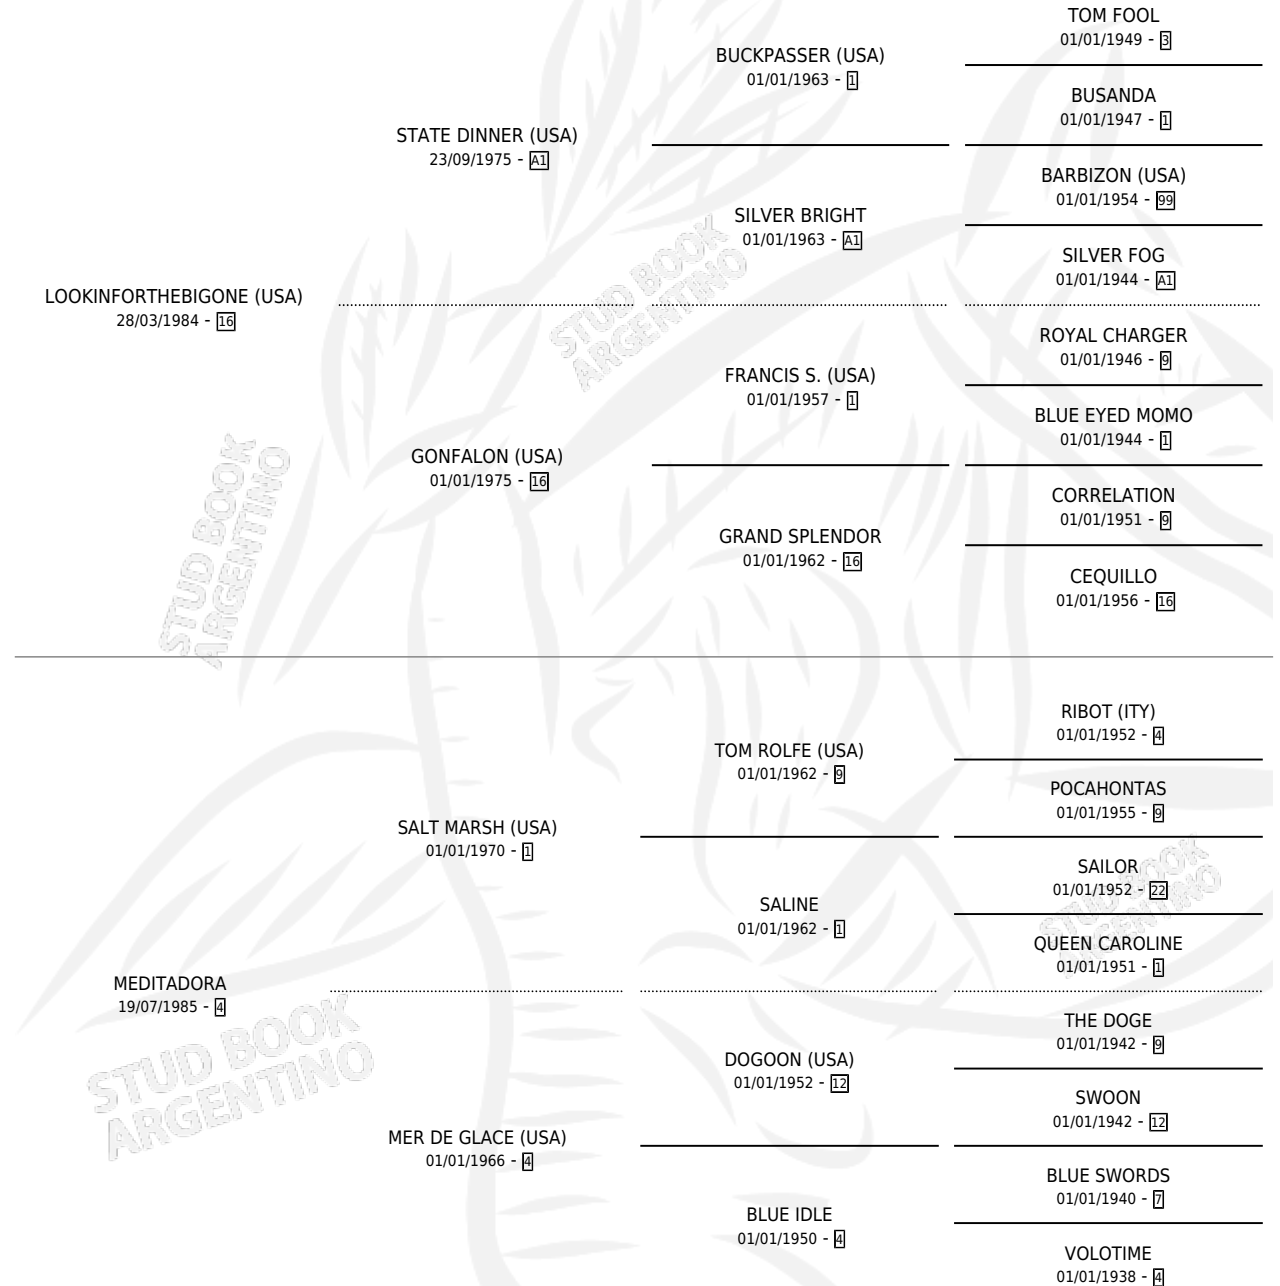 TOM FOOL
01/01/1949 - 3
BUCKPASSER (USA)
01/01/1963 - 1
BUSANDA
01/01/1947 - 1
STATE DINNER (USA)
23/09/1975 - A1
BARBIZON (USA)
01/01/1954 - 99
SILVER BRIGHT
01/01/1963 - A1
SILVER FOG
01/01/1944 - A1
LOOKINFORTHEBIGONE (USA)
28/03/1984 - 16
ROYAL CHARGER
01/01/1946 - 9
FRANCIS S. (USA)
01/01/1957 - 1
BLUE EYED MOMO
01/01/1944 - 1
GONFALON (USA)
01/01/1975 - 16
CORRELATION
01/01/1951 - 9
GRAND SPLENDOR
01/01/1962 - 16
CEQUILLO
01/01/1956 - 16
STUD BOOK
ARGENTINO
STUD BOOK
ARGENTINO
RIBOT (ITY)
01/01/1952 - 4
TOM ROLFE (USA)
01/01/1962 - 9
POCAHONTAS
01/01/1955 - 9
SALT MARSH (USA)
01/01/1970 - 1
SAILOR
01/01/1952 - 22
SALINE
01/01/1962 - 1
QUEEN CAROLINE
01/01/1951 - 1
MEDITADORA
19/07/1985 - 4
THE DOGE
01/01/1942 - 9
DOGOON (USA)
01/01/1952 - 12
SWOON
01/01/1942 - 12
MER DE GLACE (USA)
01/01/1966 - 4
BLUE SWORDS
01/01/1940 - 7
BLUE IDLE
01/01/1950 - 4
VOLOTIME
01/01/1938 - 4
STUD BOOK
ARGENTINO
STUD BOOK
ARGENTINO